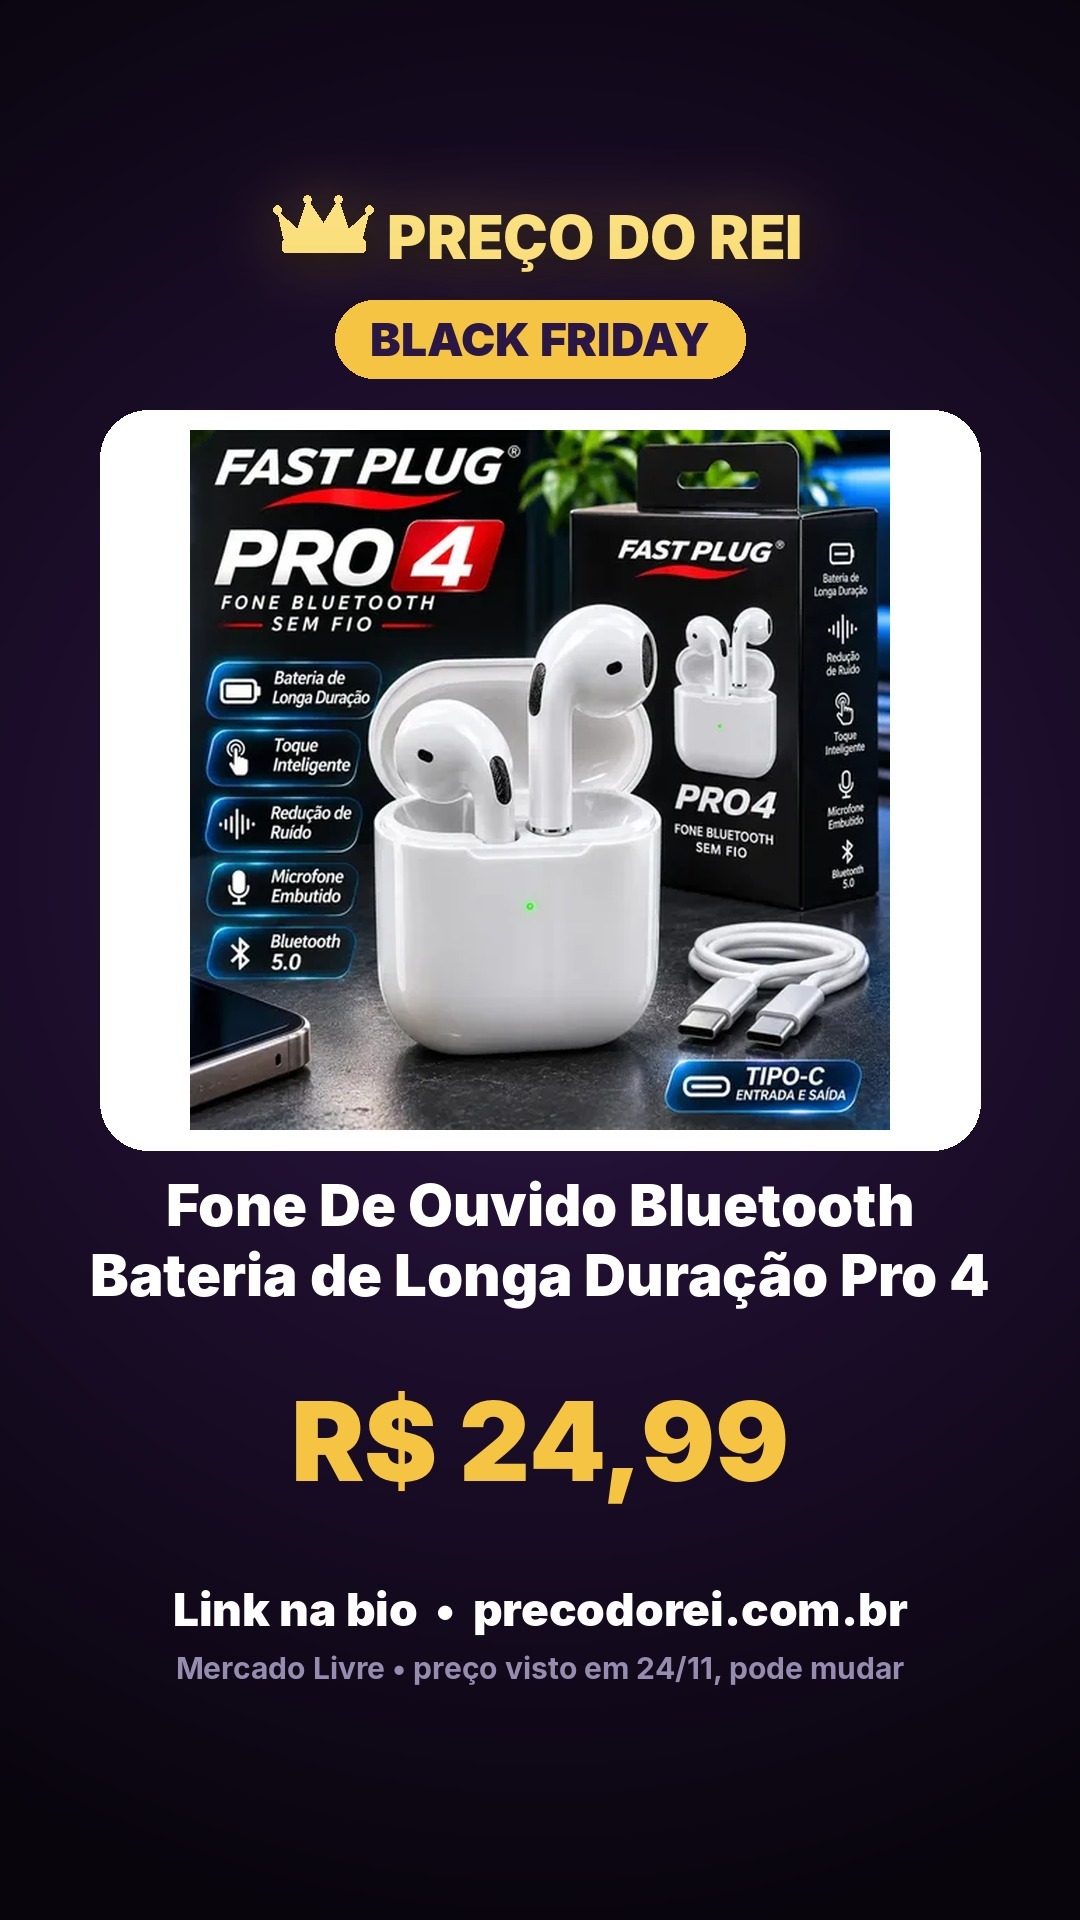 PREÇO DO REI
BLACK FRIDAY
FAST PLUG®
PRO 4
FONE BLUETOOTH
SEM FIO
Bateria de
Longa Duração
Toque
Inteligente
Redução de
Ruído
Microfone
Embutido
Bluetooth
5.0
FAST PLUG®
PRO4
FONE BLUETOOTH
SEM FIO
Bateria de
Longa Duração
Redução
de Ruido
Toque
Inteligente
Microfone
Embutido
Bluetooth
5.0
TIPO-C
ENTRADA E SAÍDA
Fone De Ouvido Bluetooth
Bateria de Longa Duração Pro 4
R$ 24,99
Link na bio • precodorei.com.br
Mercado Livre • preço visto em 24/11, pode mudar